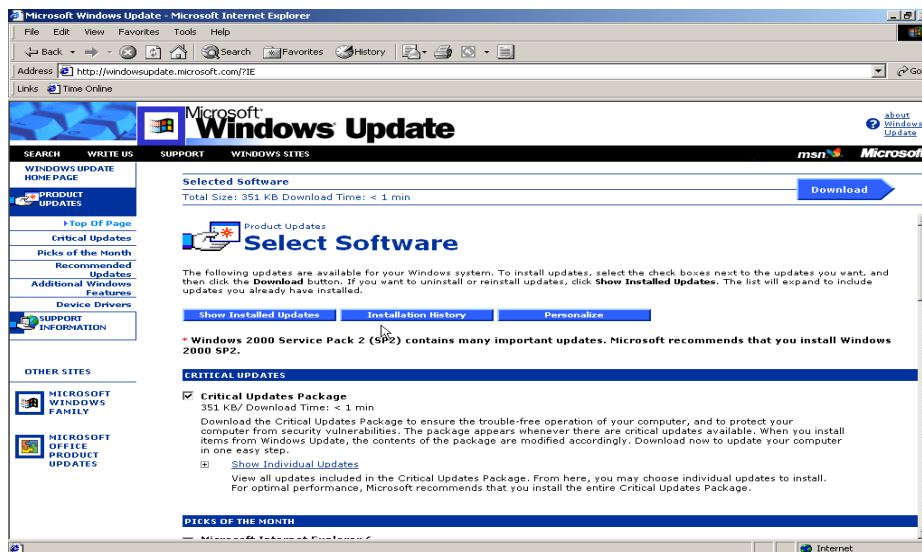 Microsoft Windows Update - Microsoft Internet Explorer
File Edit View Favorites Tools Help
Back Search Favorites History
Address http://windowsupdate.microsoft.com/?IE Go
Links Time Online
Microsoft
Windows Update
about
Windows
Update
SEARCH WRITE US SUPPORT WINDOWS SITES msn Microsoft
WINDOWS UPDATE
HOME PAGE
PRODUCT
UPDATES
Top Of Page
Critical Updates
Picks of the Month
Recommended
Updates
Additional Windows
Features
Device Drivers
SUPPORT
INFORMATION
OTHER SITES
MICROSOFT
WINDOWS
FAMILY
MICROSOFT
OFFICE
PRODUCT
UPDATES
Selected Software
Total Size: 351 KB Download Time: < 1 min
Download
Product Updates
Select Software
The following updates are available for your Windows system. To install updates, select the check boxes next to the updates you want, and
then click the Download button. If you want to uninstall or reinstall updates, click Show Installed Updates. The list will expand to include
updates you already have installed.
Show Installed Updates Installation History Personalize
* Windows 2000 Service Pack 2 (SP2) contains many important updates. Microsoft recommends that you install Windows
2000 SP2.
CRITICAL UPDATES
Critical Updates Package
351 KB/ Download Time: < 1 min
Download the Critical Updates Package to ensure the trouble-free operation of your computer, and to protect your
computer from security vulnerabilities. The package appears whenever there are critical updates available. When you install
items from Windows Update, the contents of the package are modified accordingly. Download now to update your computer
in one easy step.
Show Individual Updates
View all updates included in the Critical Updates Package. From here, you may choose individual updates to install.
For optimal performance, Microsoft recommends that you install the entire Critical Updates Package.
PICKS OF THE MONTH
Microsoft Internet Explorer 6
Internet